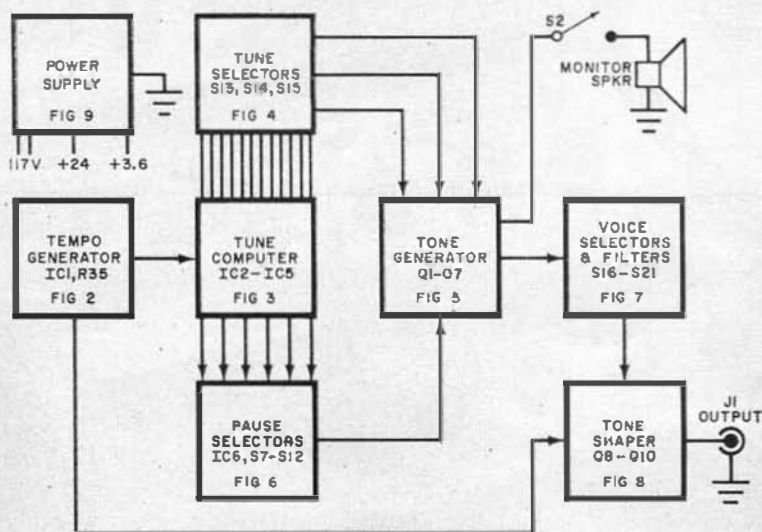 POWER
SUPPLY
FIG 9
117V +24 +3.6
TUNE
SELECTORS
S13, S14, S15
FIG 4
S2
MONITOR
SPKR
TEMPO
GENERATOR
IC1, R35
FIG 2
TUNE
COMPUTER
IC2-IC5
FIG 3
TONE
GENERATOR
Q1-Q7
FIG 5
VOICE
SELECTORS
& FILTERS
S16-S21
FIG 7
PAUSE
SELECTORS
IC6, S7-S12
FIG 6
TONE
SHAPER
Q8-Q10
FIG 8
J1
OUTPUT